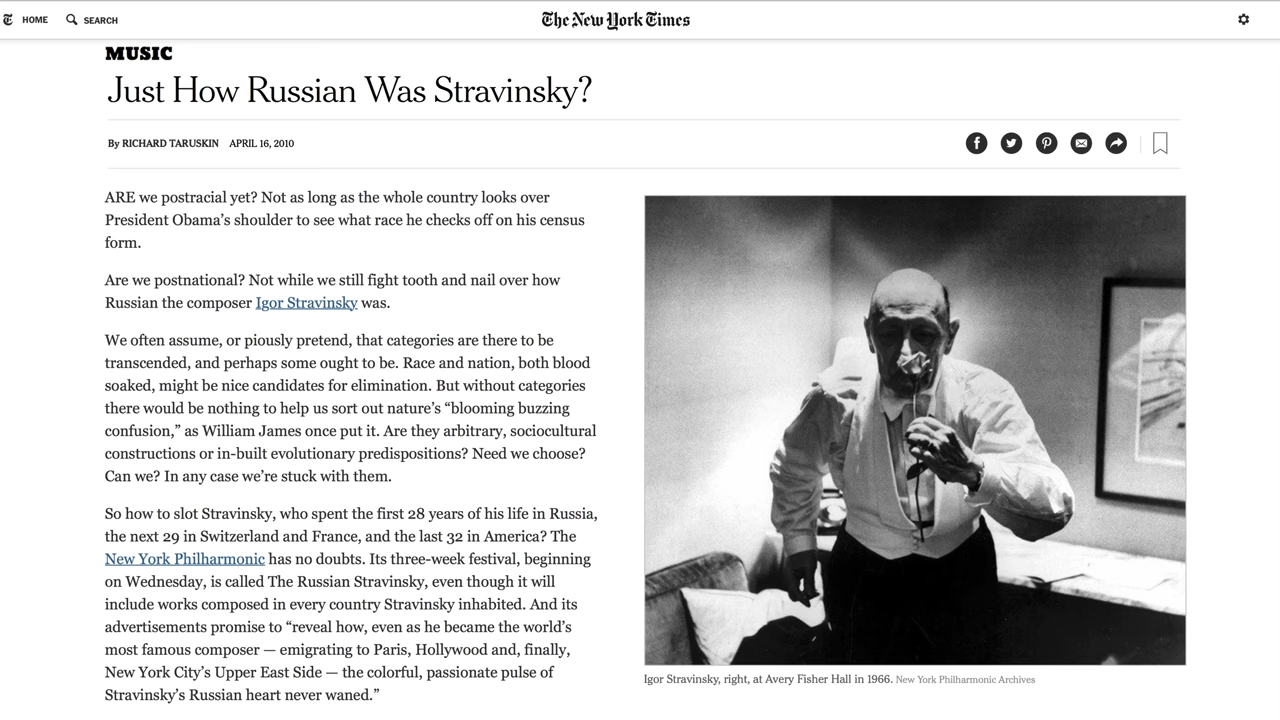 HOME
SEARCH
The New York Times
MUSIC
Just How Russian Was Stravinsky?
By RICHARD TARUSKIN APRIL 16, 2010
ARE we postracial yet? Not as long as the whole country looks over
President Obama’s shoulder to see what race he checks off on his census
form.
Are we postnational? Not while we still fight tooth and nail over how
Russian the composer Igor Stravinsky was.
We often assume, or piously pretend, that categories are there to be
transcended, and perhaps some ought to be. Race and nation, both blood
soaked, might be nice candidates for elimination. But without categories
there would be nothing to help us sort out nature’s “blooming buzzing
confusion,” as William James once put it. Are they arbitrary, sociocultural
constructions or in-built evolutionary predispositions? Need we choose?
Can we? In any case we’re stuck with them.
So how to slot Stravinsky, who spent the first 28 years of his life in Russia,
the next 29 in Switzerland and France, and the last 32 in America? The
New York Philharmonic has no doubts. Its three-week festival, beginning
on Wednesday, is called The Russian Stravinsky, even though it will
include works composed in every country Stravinsky inhabited. And its
advertisements promise to “reveal how, even as he became the world’s
most famous composer — emigrating to Paris, Hollywood and, finally,
New York City’s Upper East Side — the colorful, passionate pulse of
Stravinsky’s Russian heart never waned.”
Igor Stravinsky, right, at Avery Fisher Hall in 1966. New York Philharmonic Archives